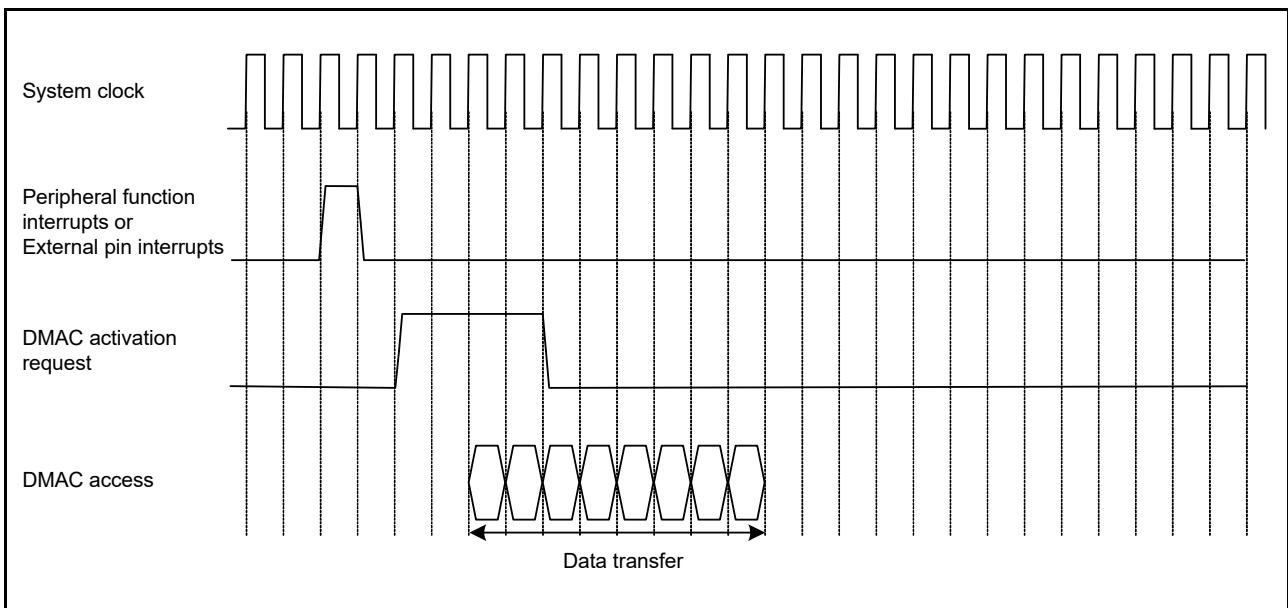 System clock
Peripheral function
interrupts or
External pin interrupts
DMAC activation
request
DMAC access
Data transfer